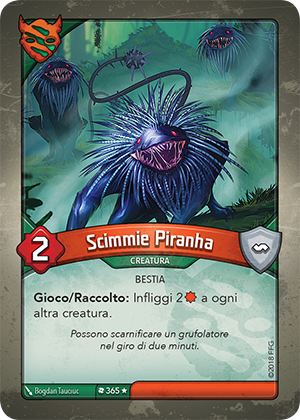 Scimmie Piranha
CREATURA
2
BESTIA
Gioco/Raccolto: Infliggi 2 a ogni
altra creatura.
Possono scarnificare un grufolatore
nel giro di due minuti.
Bogdan Tauciuc
365
©2018 FFG